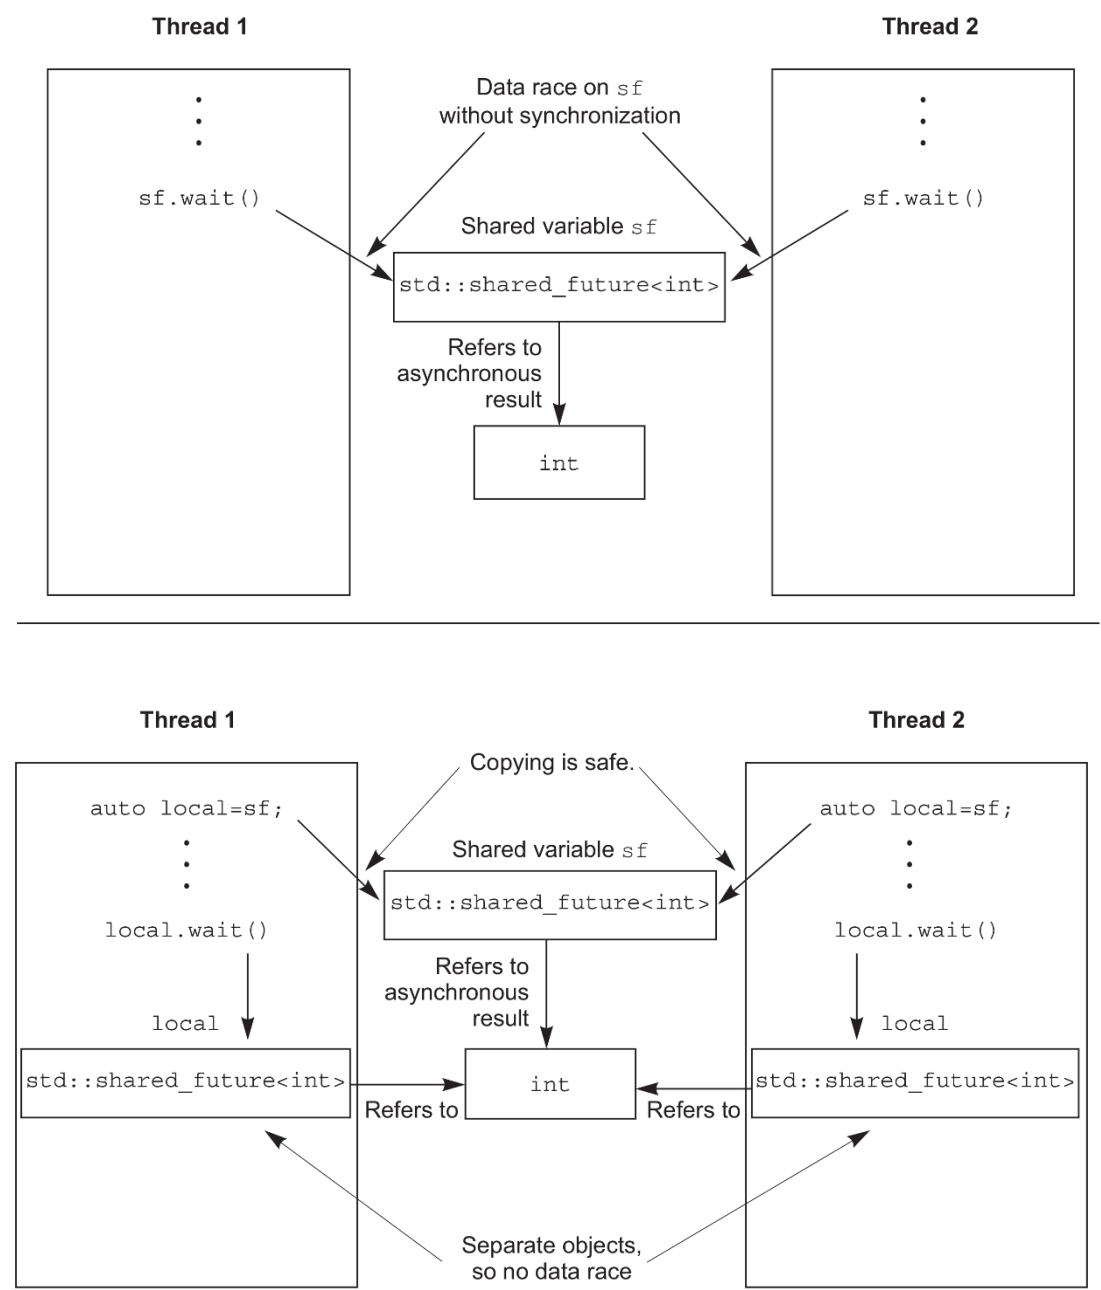 Thread 1
Thread 2
Data race on sf
without synchronization
sf.wait()
sf.wait()
Shared variable sf
std::shared_future<int>
Refers to
asynchronous
result
int
Thread 1
Thread 2
Copying is safe.
auto local=sf;
auto local=sf;
Shared variable sf
std::shared_future<int>
local.wait()
local.wait()
Refers to
asynchronous
result
local
local
std::shared_future<int>
int
std::shared_future<int>
Refers to
Refers to
Separate objects,
so no data race